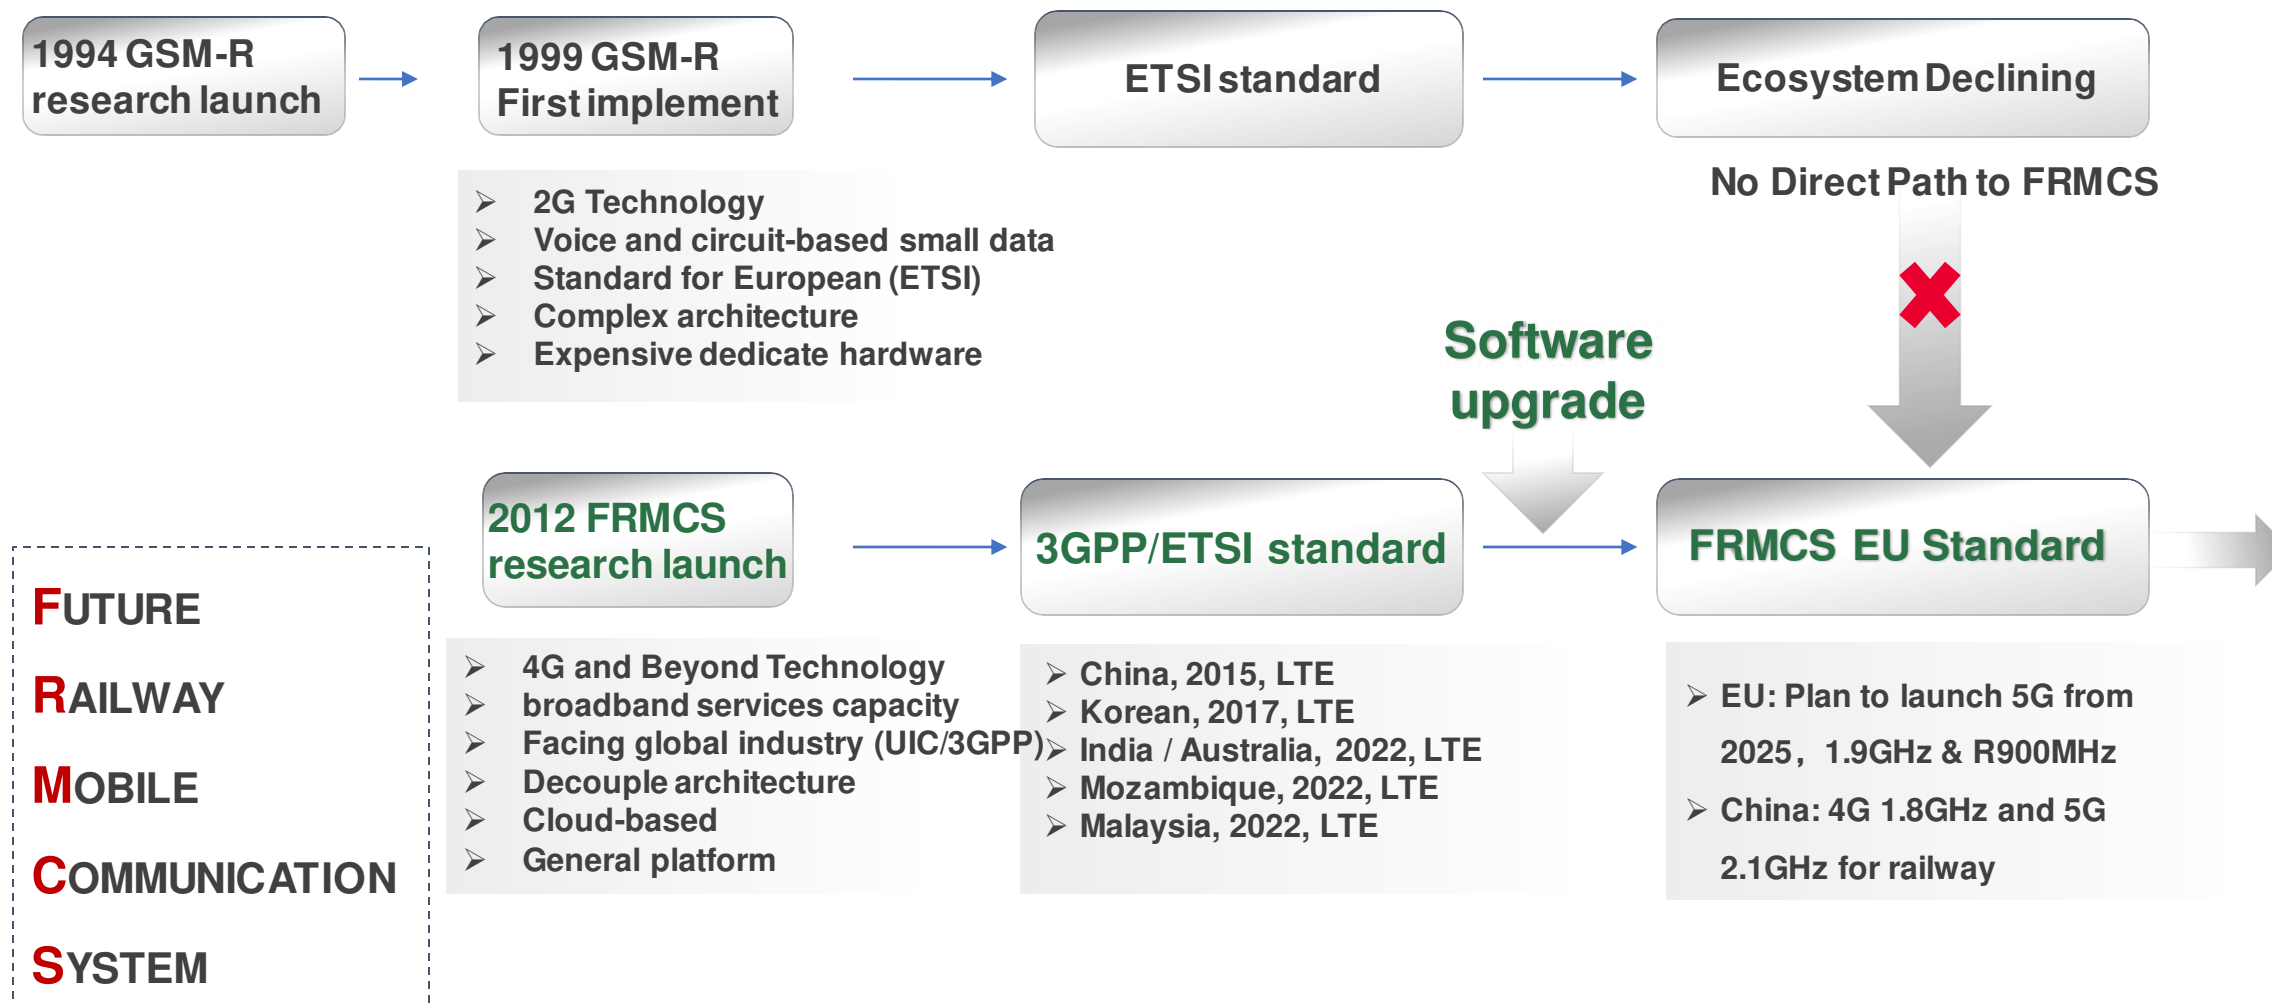 1994 GSM-R
research launch
1999 GSM-R
First implement
ETSI standard
Ecosystem Declining
No Direct Path to FRMCS
➢ 2G Technology
➢ Voice and circuit-based small data
➢ Standard for European (ETSI)
➢ Complex architecture
➢ Expensive dedicate hardware
Software
upgrade
2012 FRMCS
research launch
3GPP/ETSI standard
FRMCS EU Standard
FUTURE
RAILWAY
MOBILE
COMMUNICATION
SYSTEM
➢ 4G and Beyond Technology
➢ broadband services capacity
➢ Facing global industry (UIC/3GPP)
➢ Decouple architecture
➢ Cloud-based
➢ General platform
➢ China, 2015, LTE
➢ Korean, 2017, LTE
➢ India / Australia, 2022, LTE
➢ Mozambique, 2022, LTE
➢ Malaysia, 2022, LTE
➢ EU: Plan to launch 5G from
2025，1.9GHz & R900MHz
➢ China: 4G 1.8GHz and 5G
2.1GHz for railway